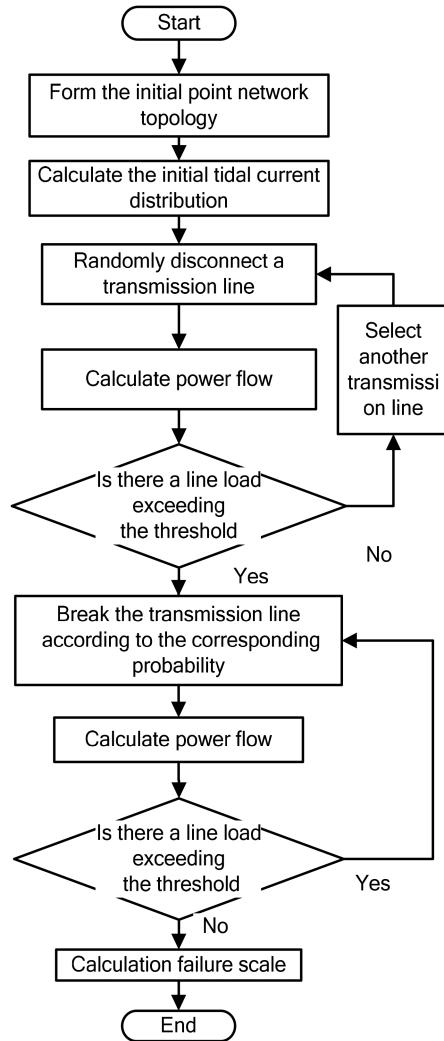 Start
Form the initial point network
topology
Calculate the initial tidal current
distribution
Randomly disconnect a
transmission line
Select
another
transmissi
on line
Calculate power flow
Is there a line load
exceeding
the threshold
No
Yes
Break the transmission line
according to the corresponding
probability
Calculate power flow
Is there a line load
exceeding
the threshold
Yes
No
Calculation failure scale
End